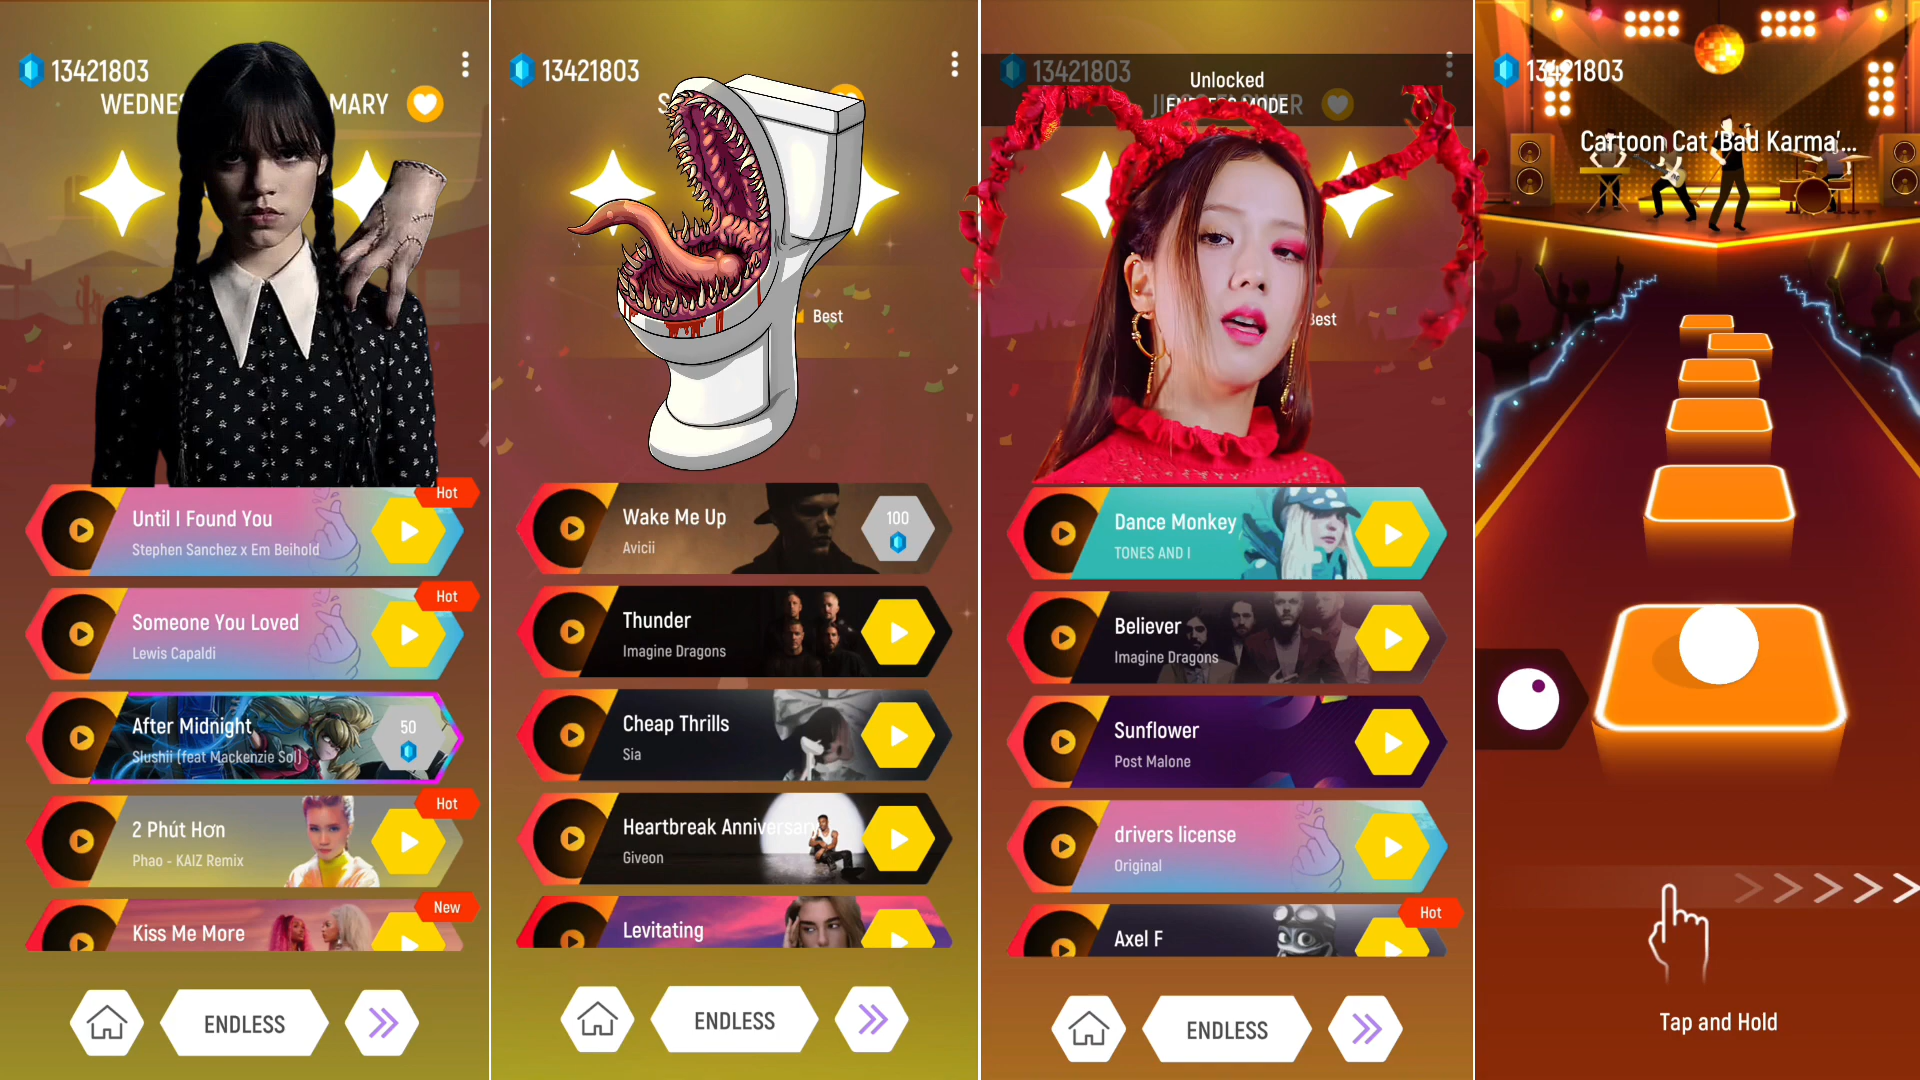 13421803
WEDNE MARY
Hot
Until I Found You
Stephen Sanchez x Em Beihold
Hot
Someone You Loved
Lewis Capaldi
After Midnight
Slushii (feat Mackenzie Sol)
50
Hot
2 Phút Hơn
Phao - KAIZ Remix
New
Kiss Me More
ENDLESS
13421803
S
Best
Wake Me Up
Avicii
100
Thunder
Imagine Dragons
Cheap Thrills
Sia
Heartbreak Anniversary
Giveon
Levitating
ENDLESS
13421803
Unlocked
ENDLESS MODE
Best
Dance Monkey
TONES AND I
Believer
Imagine Dragons
Sunflower
Post Malone
drivers license
Original
Hot
Axel F
ENDLESS
13421803
Cartoon Cat 'Bad Karma'...
Tap and Hold